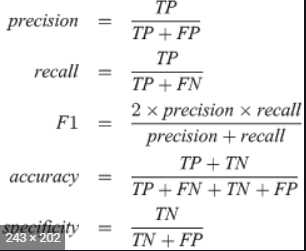 precision = TP / TP + FP
recall = TP / TP + FN
F1 = 2 × precision × recall / precision + recall
accuracy = TP + TN / TP + FN + TN + FP
specificity = TN / TN + FP
243 × 202